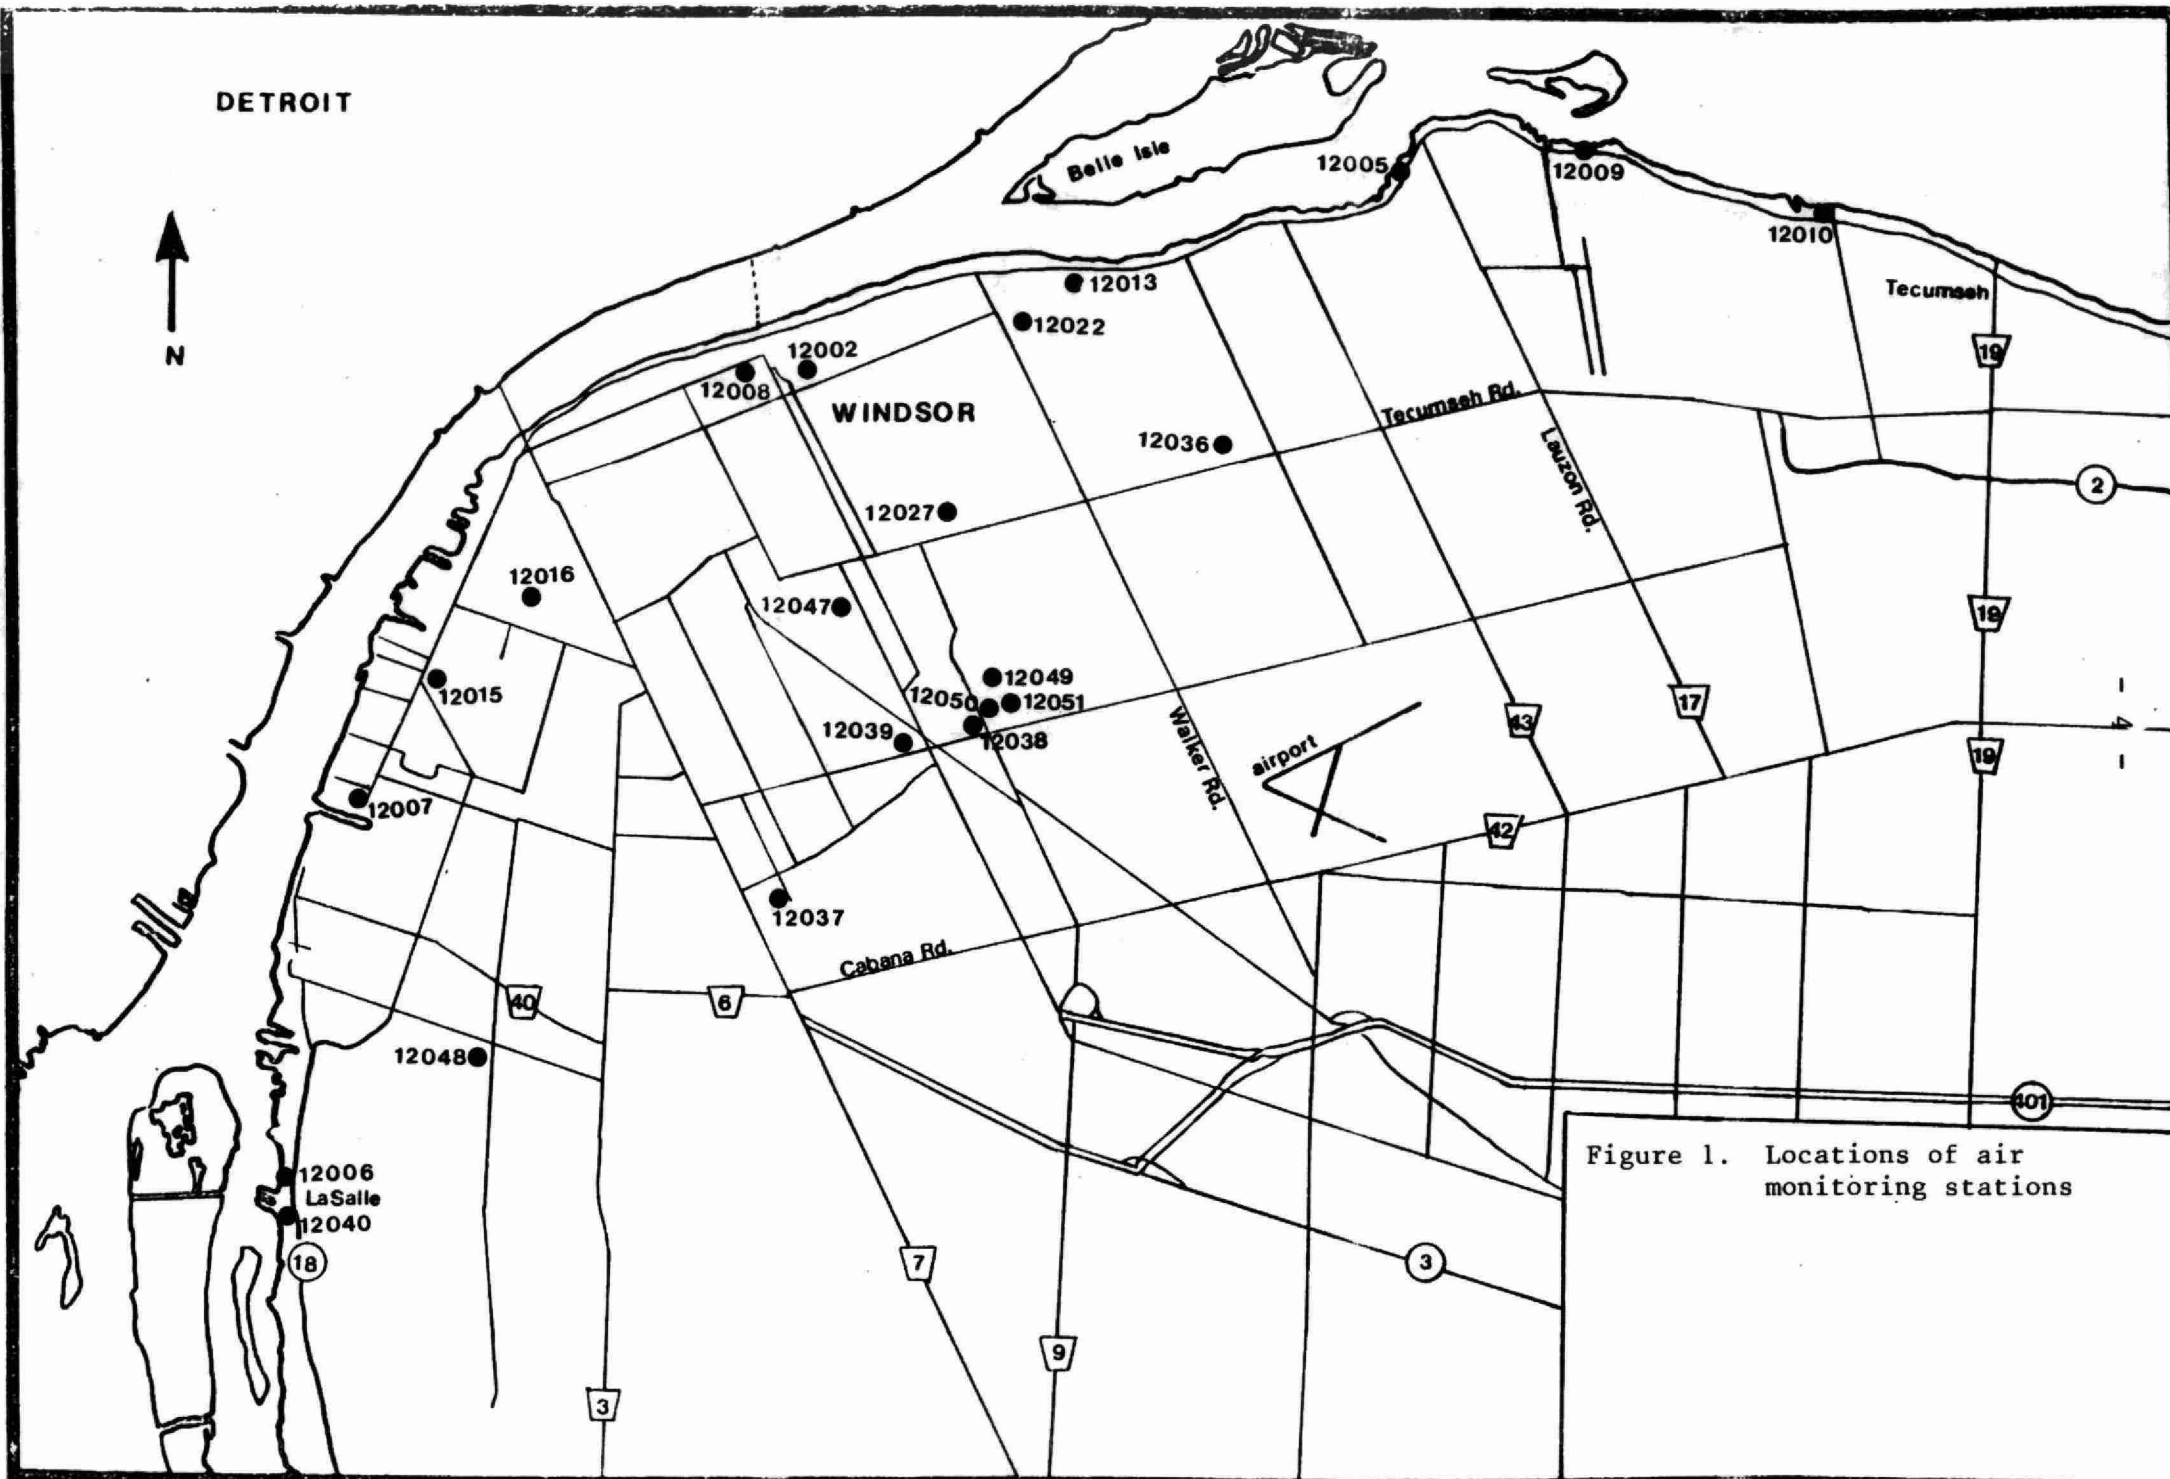 DETROIT
Belle Isle
12005
12009
12010
12013
Tecumseh
12022
N
12002
12008
19
WINDSOR
Tecumseh Rd.
12036
Lauzon Rd.
2
12027
12016
12047
19
12049
12015
12050
12051
17
43
12039
12038
Walker Rd.
airport
19
- 4 -
12007
42
12037
Cabana Rd.
40
6
12048
401
Figure 1. Locations of air
monitoring stations
12006
LaSalle
12040
18
7
3
9
3